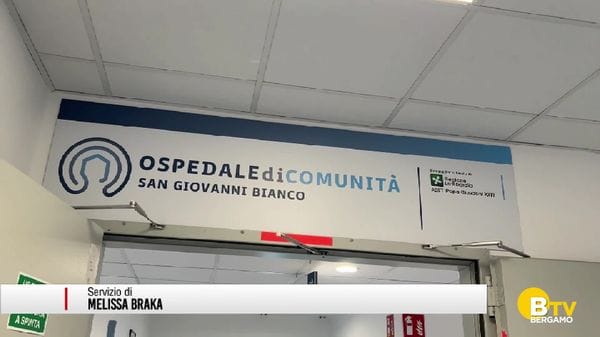 OSPEDALEdiCOMUNITÀ
SAN GIOVANNI BIANCO
Regione
Lombardia
ASST Papa Giovanni XXIII
A SPINTA
Servizio di
MELISSA BRAKA
BTV
BERGAMO